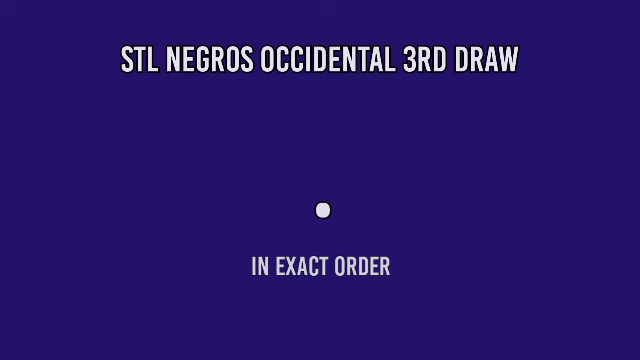 STL NEGROS OCCIDENTAL 3RD DRAW
IN EXACT ORDER